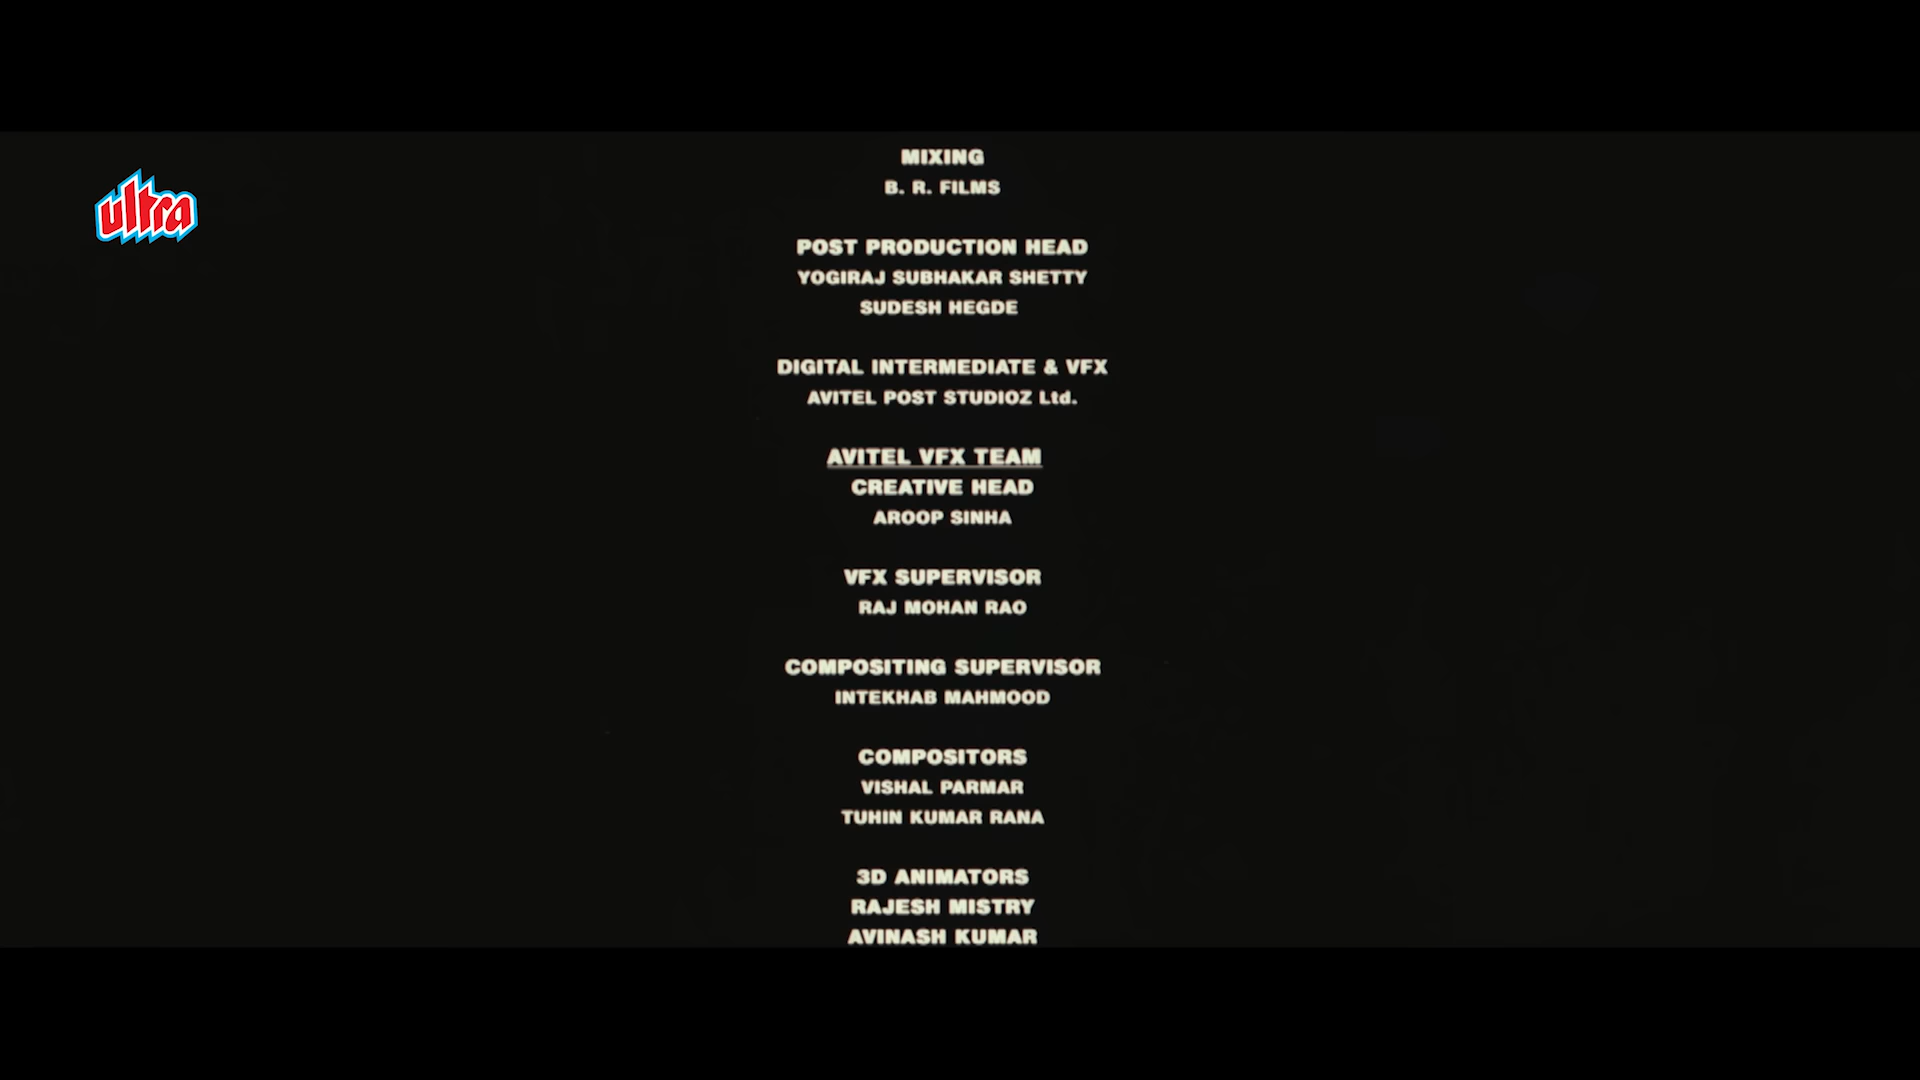 ultra
MIXING
B. R. FILMS
POST PRODUCTION HEAD
YOGIRAJ SUBHAKAR SHETTY
SUDESH HEGDE
DIGITAL INTERMEDIATE & VFX
AVITEL POST STUDIOZ Ltd.
AVITEL VFX TEAM
CREATIVE HEAD
AROOP SINHA
VFX SUPERVISOR
RAJ MOHAN RAO
COMPOSITING SUPERVISOR
INTEKHAB MAHMOOD
COMPOSITORS
VISHAL PARMAR
TUHIN KUMAR RANA
3D ANIMATORS
RAJESH MISTRY
AVINASH KUMAR